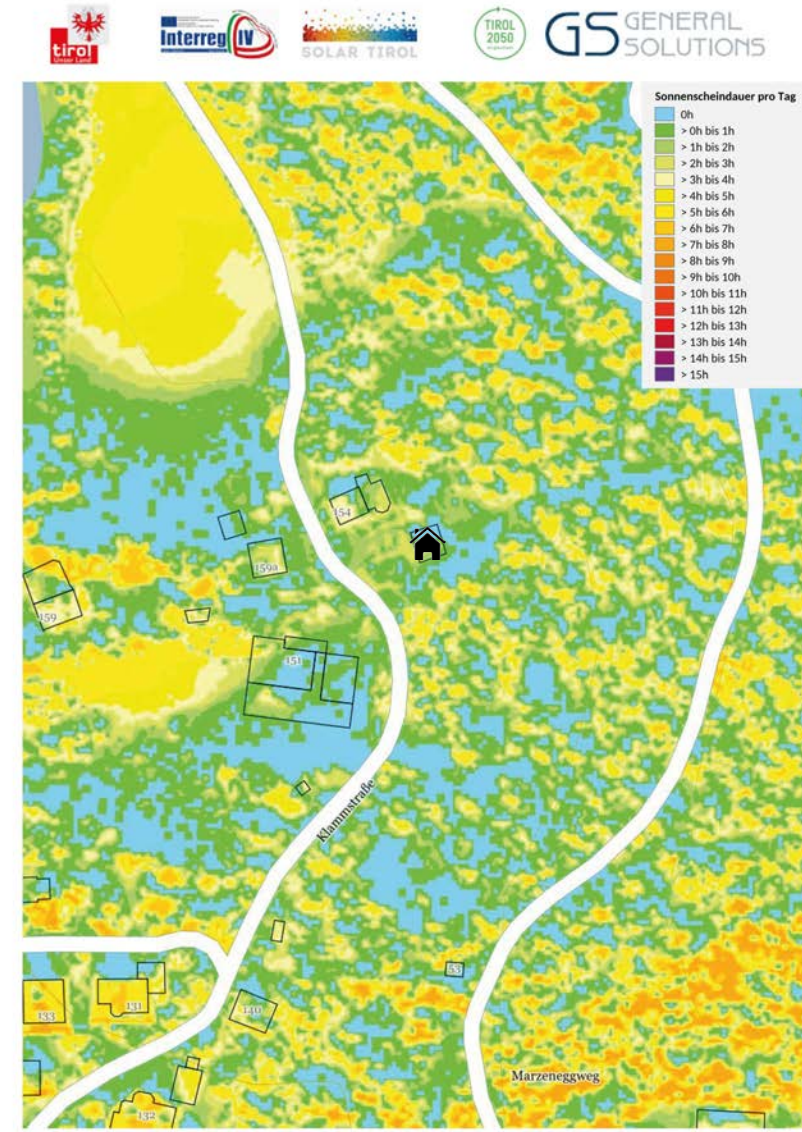 tirol
Unser Land
Interreg IV
SOLAR TIROL
TIROL
2050
GS GENERAL
SOLUTIONS
Sonnenscheindauer pro Tag
0h
> 0h bis 1h
> 1h bis 2h
> 2h bis 3h
> 3h bis 4h
> 4h bis 5h
> 5h bis 6h
> 6h bis 7h
> 7h bis 8h
> 8h bis 9h
> 9h bis 10h
> 10h bis 11h
> 11h bis 12h
> 12h bis 13h
> 13h bis 14h
> 14h bis 15h
> 15h
154
159a
159
151
Klammstraße
53
133
131
140
Marzeneggweg
132